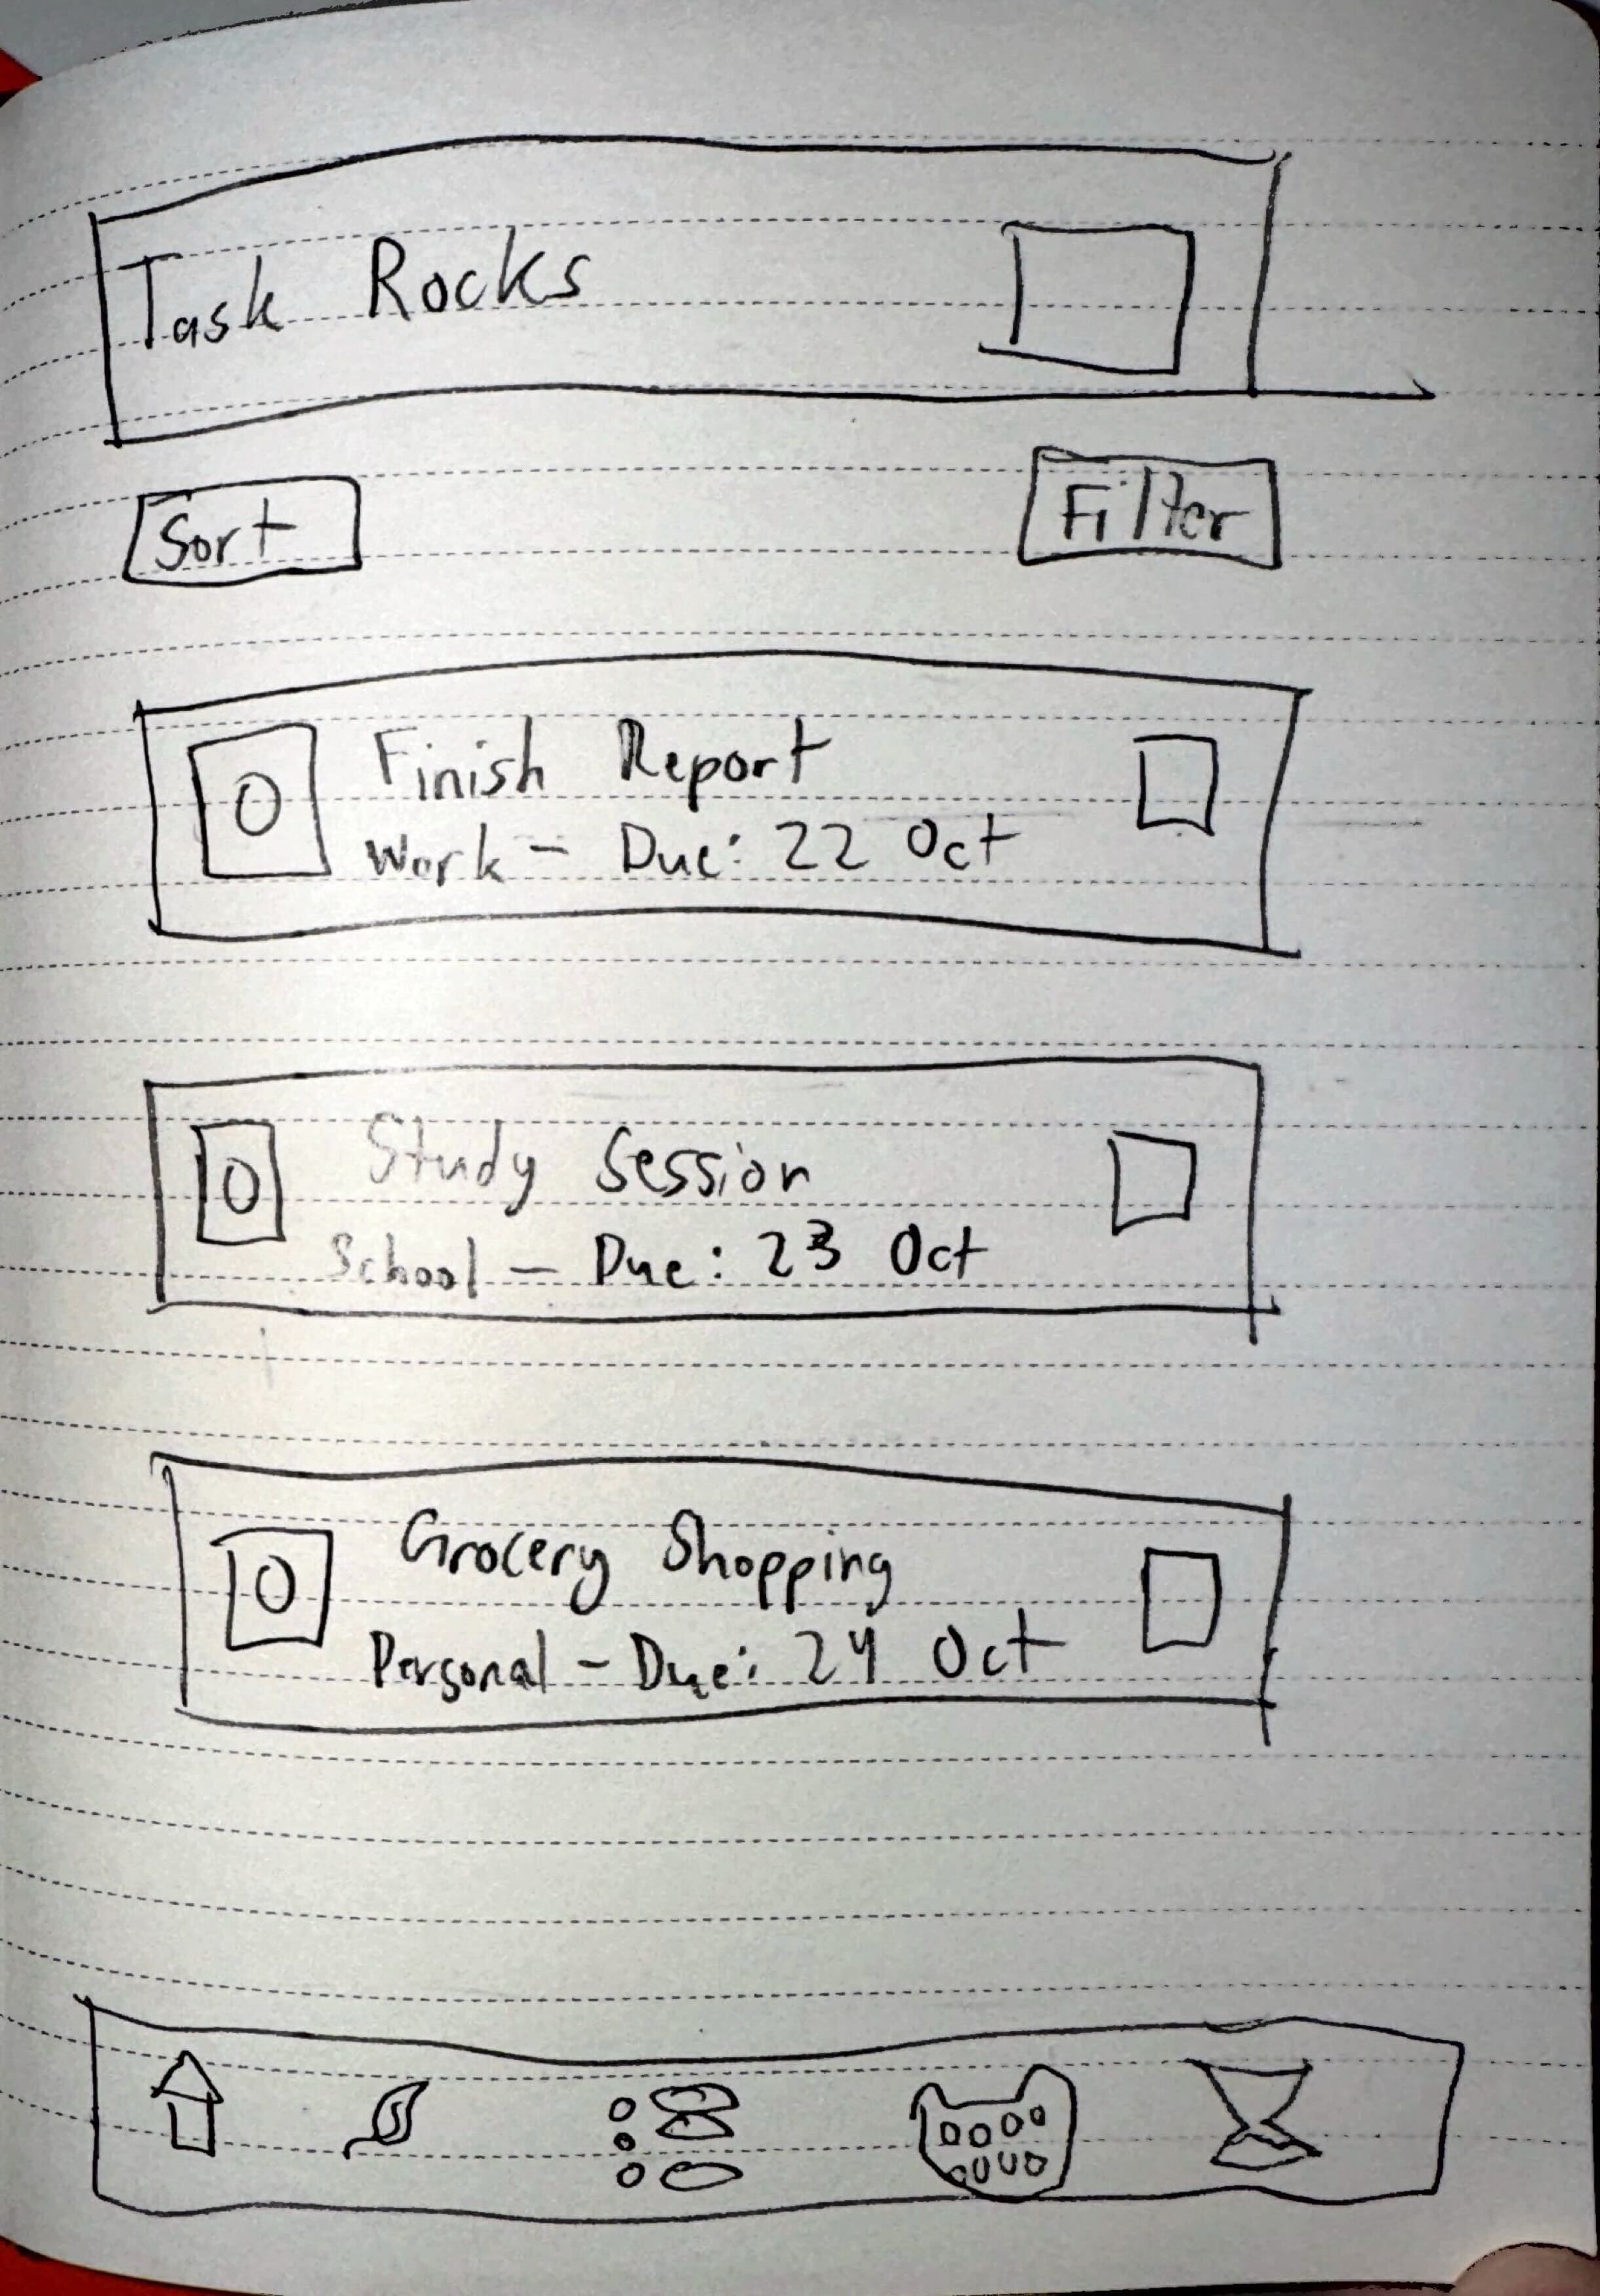 Task Rocks
Sort
Filter
Finish Report
Work - Due: 22 Oct
Study Session
School - Due: 23 Oct
Grocery Shopping
Personal - Due: 24 Oct